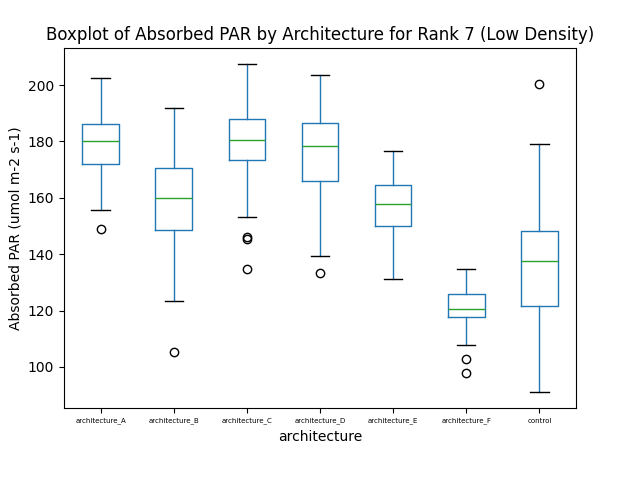 Boxplot of Absorbed PAR by Architecture for Rank 7 (Low Density)
Absorbed PAR (umol m-2 s-1)
200
180
160
140
120
100
architecture_A architecture_B architecture_C architecture_D architecture_E architecture_F control
architecture